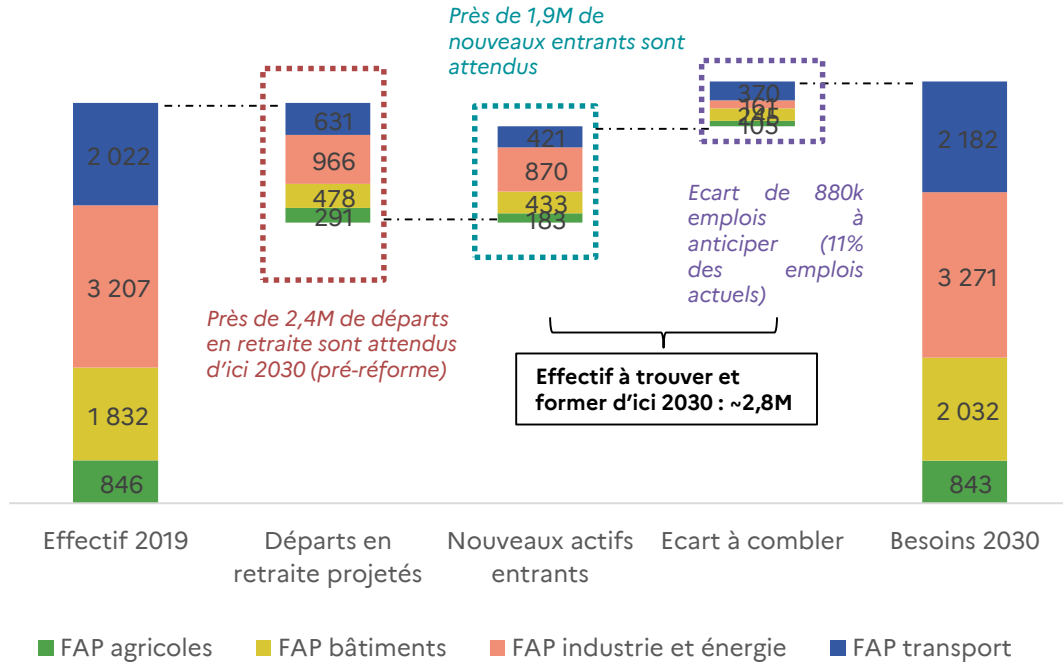 Près de 1,9M de
nouveaux entrants sont
attendus
2 022
3 207
1 832
846
631
966
478
291
421
870
433
183
370
161
245
105
2 182
3 271
2 032
843
Ecart de 880k
emplois à
anticiper (11%
des emplois
actuels)
Près de 2,4M de départs
en retraite sont attendus
d'ici 2030 (pré-réforme)
Effectif à trouver et
former d'ici 2030 : ~2,8M
Effectif 2019
Départs en
retraite projetés
Nouveaux actifs
entrants
Ecart à combler
Besoins 2030
FAP agricoles
FAP bâtiments
FAP industrie et énergie
FAP transport